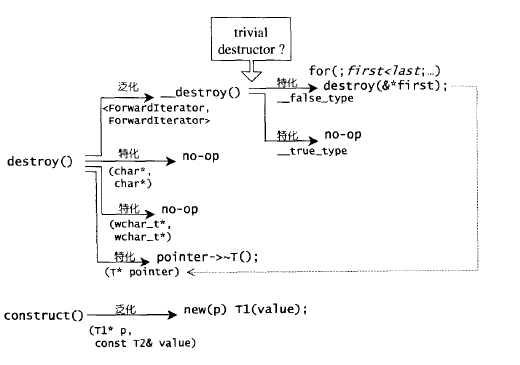 trivial
destructor ?
for(;first<last;…)
泛化
__destroy()
特化
destroy(&*first);
<ForwardIterator,
ForwardIterator>
__false_type
特化
no-op
__true_type
destroy()
特化
no-op
(char*,
char*)
特化
no-op
(wchar_t*,
wchar_t*)
特化
pointer->~T();
(T* pointer)
construct()
泛化
new(p) T1(value);
(T1* p,
const T2& value)